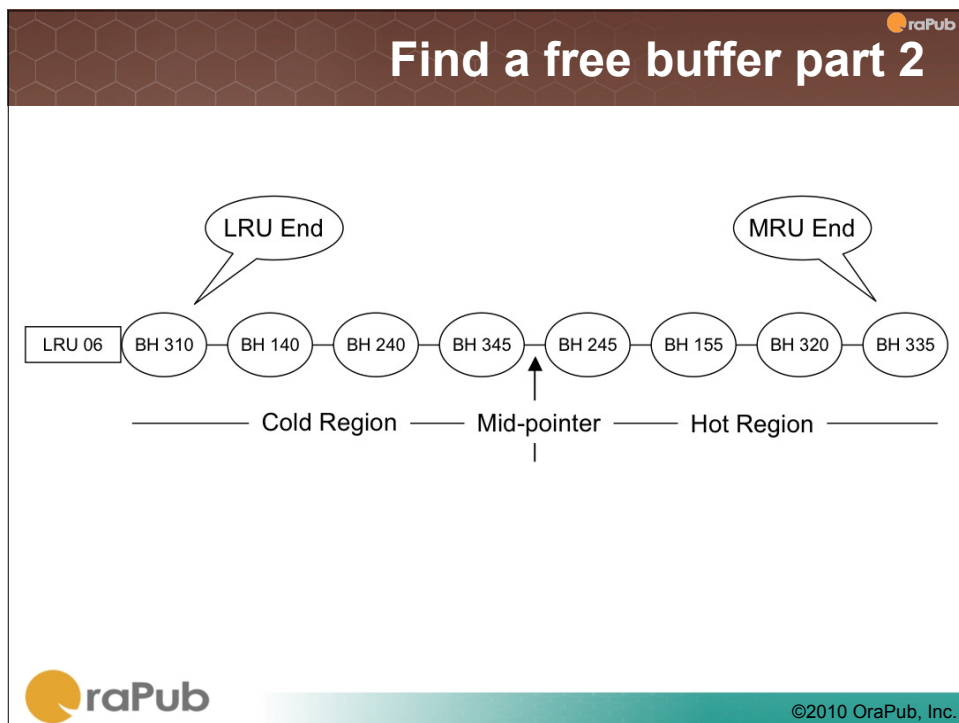 raPub
Find a free buffer part 2
LRU End
MRU End
LRU 06 BH 310 BH 140 BH 240 BH 345 BH 245 BH 155 BH 320 BH 335
Cold Region Mid-pointer Hot Region
raPub
©2010 OraPub, Inc.